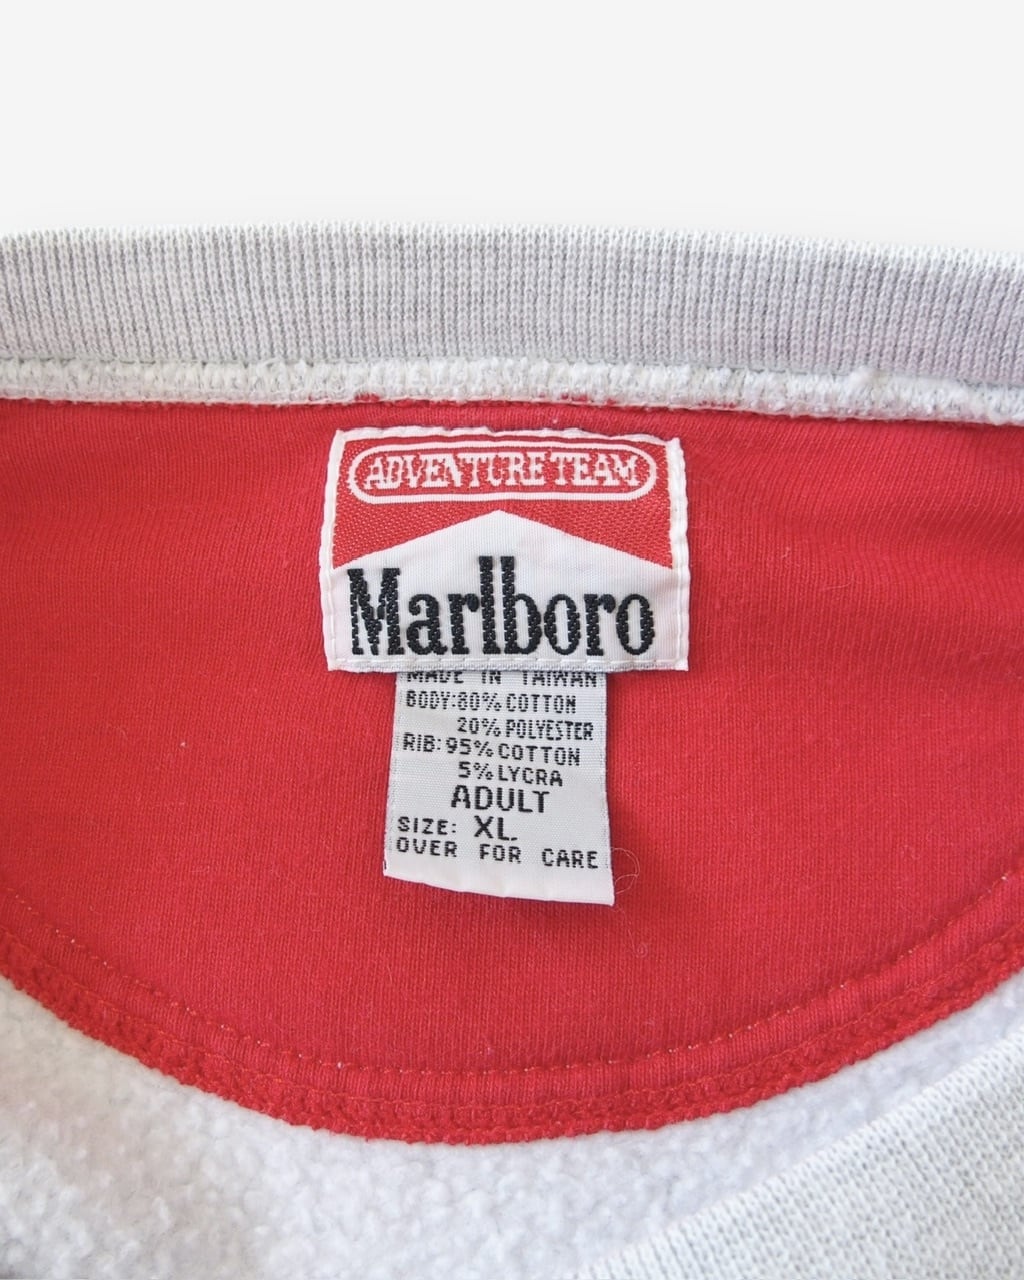 ADVENTURE TEAM
Marlboro
MADE IN TAIWAN
BODY:80% COTTON
20% POLYESTER
RIB: 95% COTTON
5% LYCRA
ADULT
SIZE: XL
OVER FOR CARE